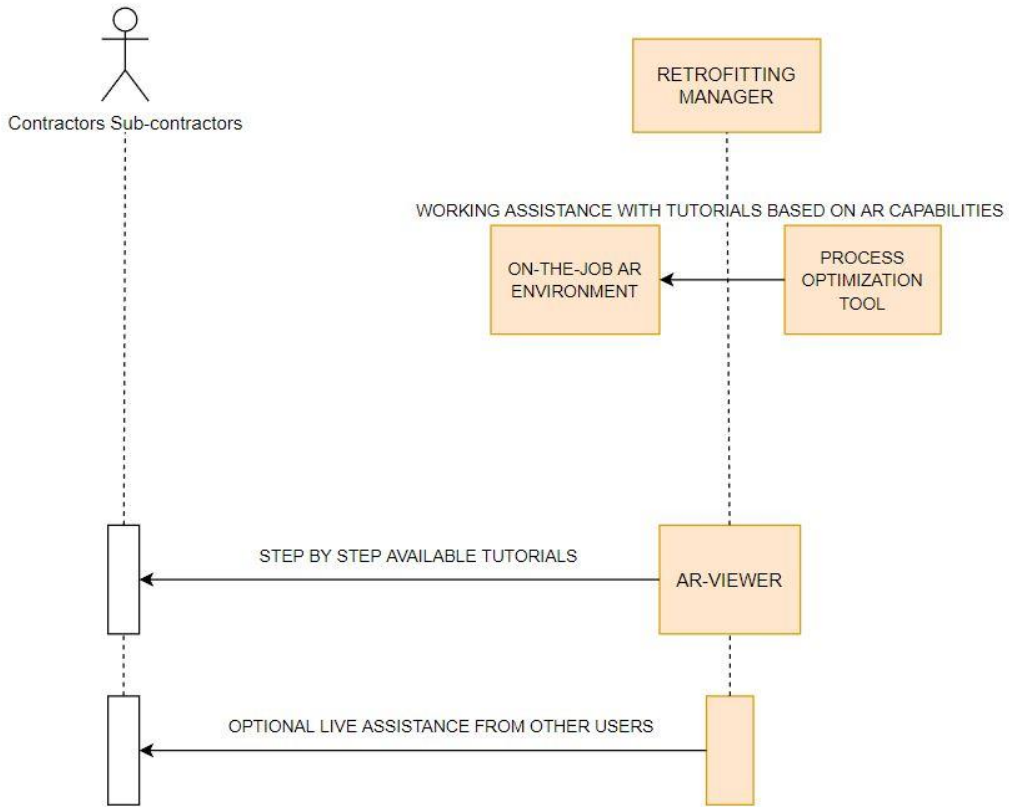 Contractors Sub-contractors
RETROFITTING
MANAGER
WORKING ASSISTANCE WITH TUTORIALS BASED ON AR CAPABILITIES
ON-THE-JOB AR
ENVIRONMENT
PROCESS
OPTIMIZATION
TOOL
STEP BY STEP AVAILABLE TUTORIALS
AR-VIEWER
OPTIONAL LIVE ASSISTANCE FROM OTHER USERS